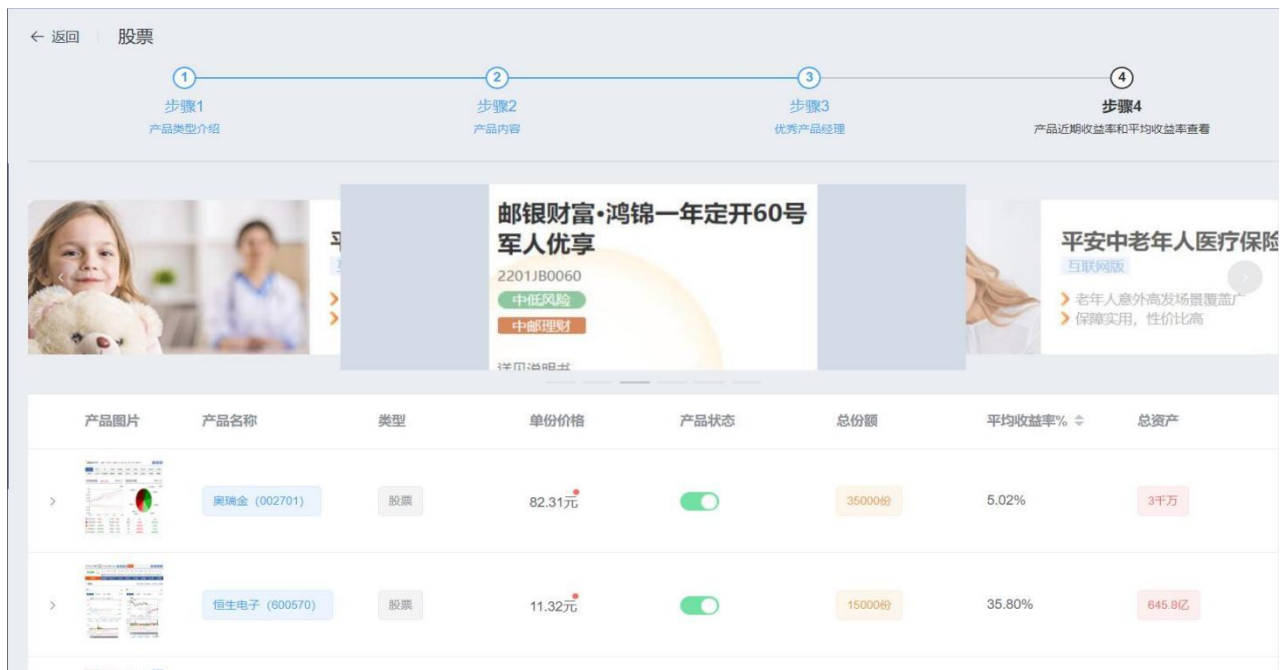 ← 返回 股票
1 2 3 4
步骤1 步骤2 步骤3 步骤4
产品类型介绍 产品内容 优秀产品经理 产品近期收益率和平均收益率查看
邮银财富·鸿锦一年定开60号
军人优享
2201JB0060
中低风险
中邮理财
详见说明书
平安中老年人医疗保险
互联网版
老年人意外高发场景覆盖广
保障实用，性价比高
产品图片 产品名称 类型 单份价格 产品状态 总份额 平均收益率% 总资产
奥瑞金（002701） 股票 82.31元 35000份 5.02% 3千万
恒生电子（600570） 股票 11.32元 15000份 35.80% 645.8亿